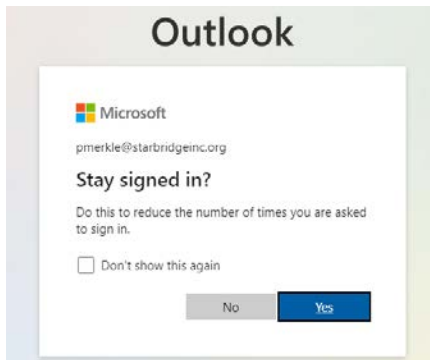 Outlook
Microsoft
pmerkle@starbridgeinc.org
Stay signed in?
Do this to reduce the number of times you are asked
to sign in.
Don't show this again
No
Yes